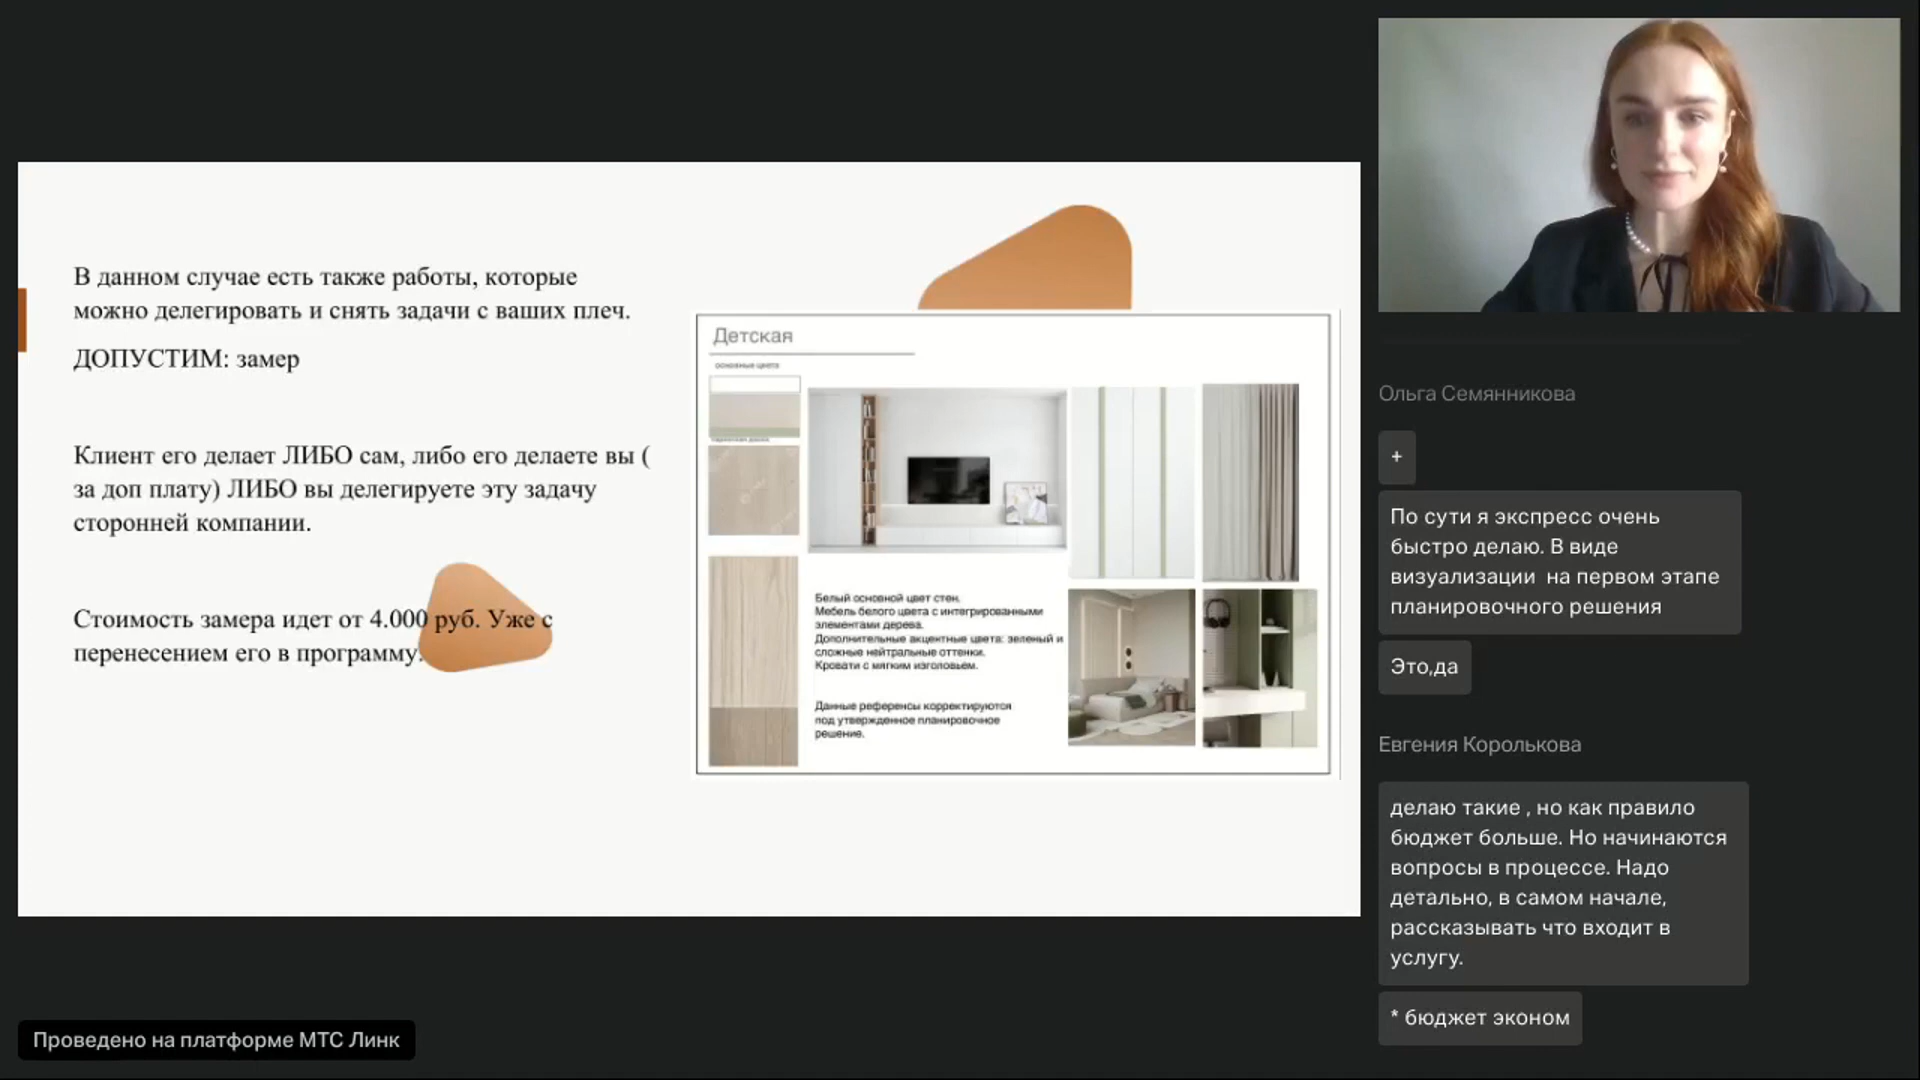 В данном случае есть также работы, которые
можно делегировать и снять задачи с ваших плеч.
ДОПУСТИМ: замер
Клиент его делает ЛИБО сам, либо его делаете вы (
за доп плату) ЛИБО вы делегируете эту задачу
сторонней компании.
Стоимость замера идет от 4.000 руб. Уже с
перенесением его в программу.
Детская
основные цвета
Белый основной цвет стен.
Мебель белого цвета с интегрированными
элементами дерева.
Дополнительные акцентные цвета: зеленый и
сложные нейтральные оттенки.
Кровати с мягким изголовьем.
Данные референсы корректируются
под утвержденное планировочное
решение.
Ольга Семянникова
+
По сути я экспресс очень
быстро делаю. В виде
визуализации  на первом этапе
планировочного решения
Это,да
Евгения Королькова
делаю такие , но как правило
бюджет больше. Но начинаются
вопросы в процессе. Надо
детально, в самом начале,
рассказывать что входит в
услугу.
* бюджет эконом
Проведено на платформе МТС Линк